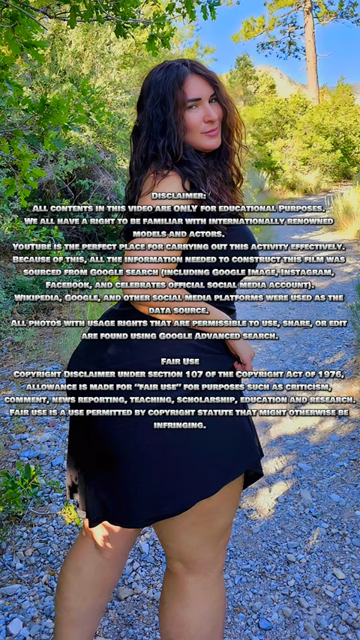 Disclaimer:
All contents in this video are ONLY for educational purposes,
We all have a right to be familiar with internationally renowned
models and actors.
YouTube is the perfect place for carrying out this activity effectively.
Because of this, all the information needed to construct this film was
sourced from Google Search (including Google Image, Instagram,
Facebook, and celebrates official social media account).
Wikipedia, Google, and other social media platforms were used as the
data source.
All photos with usage rights that are permissible to use, share, or edit
are found using Google Advanced search.
Fair Use
Copyright Disclaimer under section 107 of the Copyright Act of 1976,
allowance is made for "fair use" for purposes such as criticism,
comment, news reporting, teaching, scholarship, education and research.
Fair use is a use permitted by copyright statute that might otherwise be
infringing.